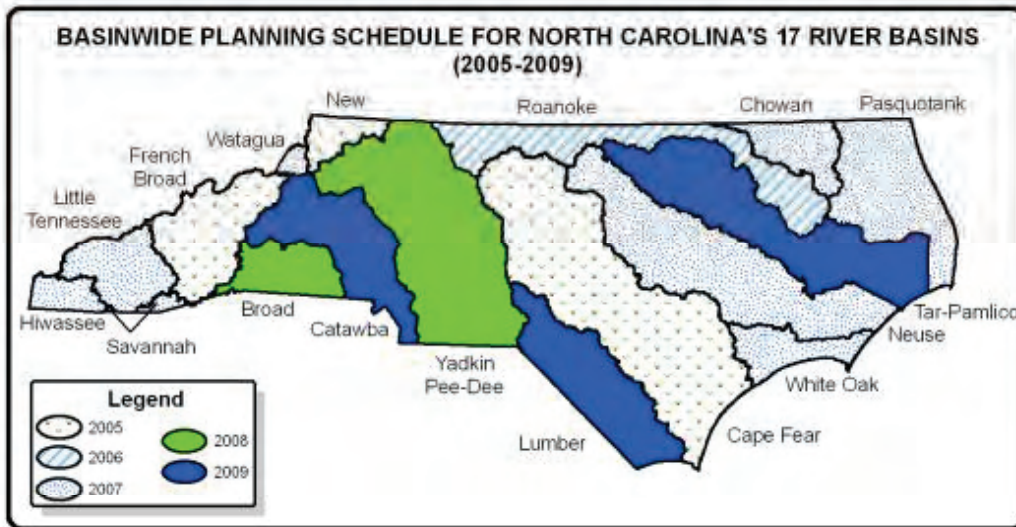 BASINWIDE PLANNING SCHEDULE FOR NORTH CAROLINA'S 17 RIVER BASINS
(2005-2009)
New
Roanoke
Chowan
Pasquotank
Watagua
French
Broad
Little
Tennessee
Hiwassee
Savannah
Broad
Catawba
Yadkin
Pee-Dee
Lumber
Cape Fear
White Oak
Neuse
Tar-Pamlico
Legend
2005
2006
2007
2008
2009